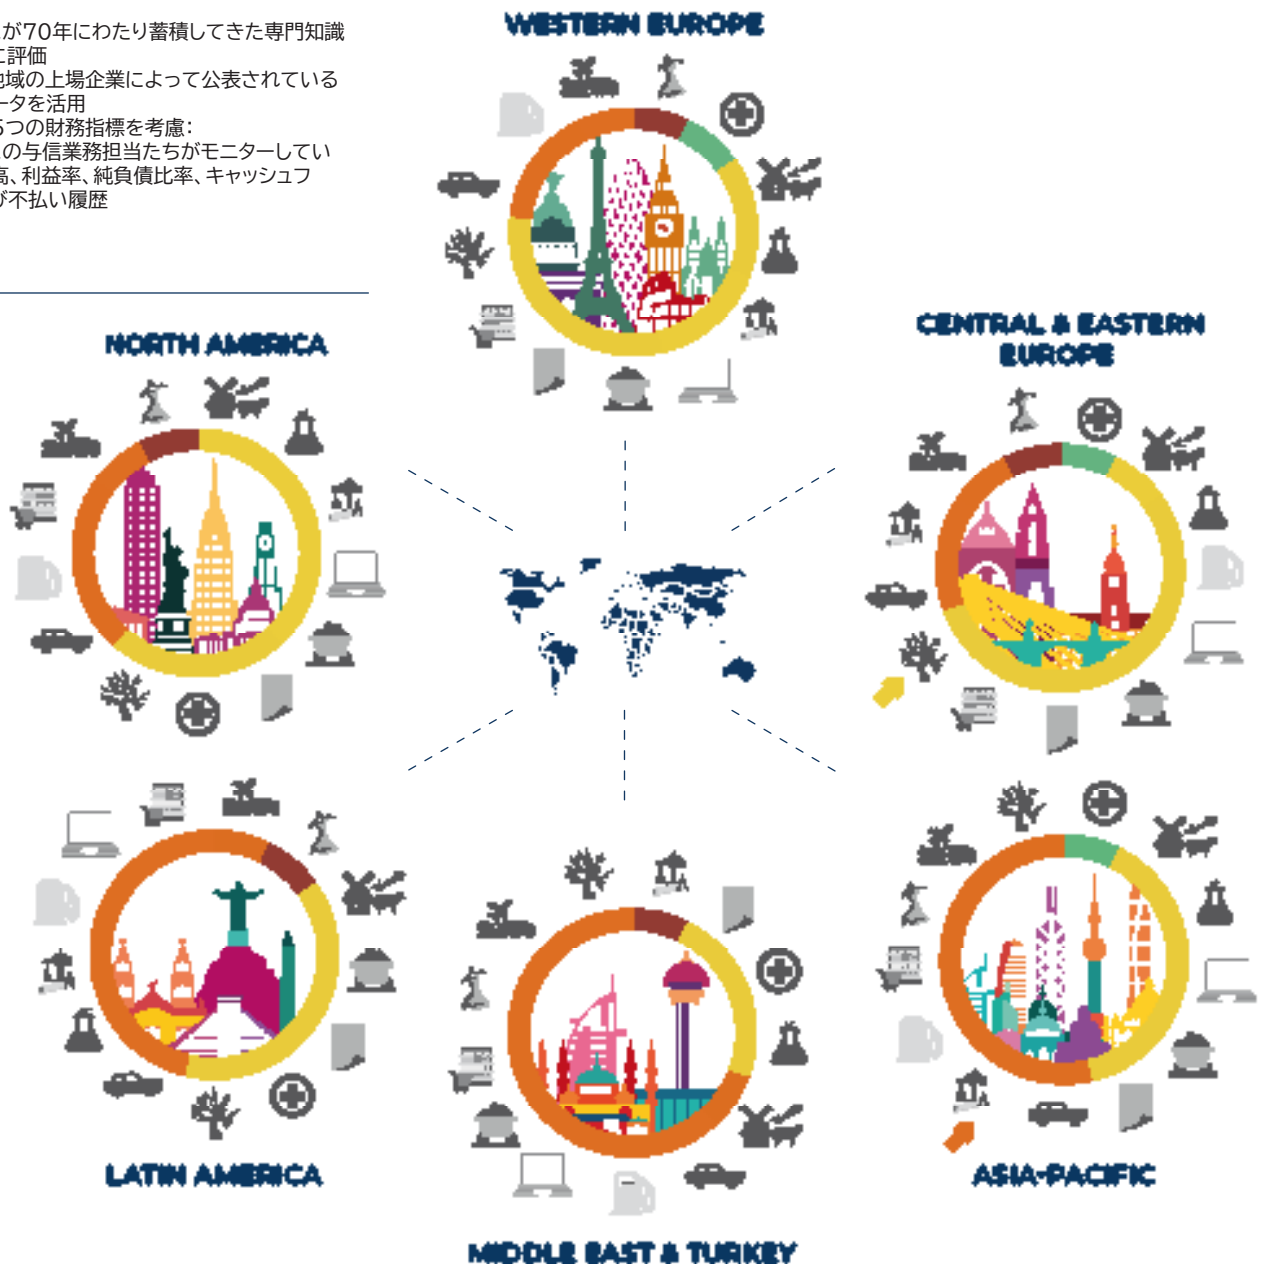 が70年にわたり蓄積してきた専門知識
に評価
地域の上場企業によって公表されている
ータを活用
5つの財務指標を考慮：
の与信業務担当たちがモニターしてい
高、利益率、純負債比率、キャッシュフ
び不払い履歴
WESTERN EUROPE
NORTH AMERICA
CENTRAL & EASTERN
EUROPE
LATIN AMERICA
ASIA-PACIFIC
MIDDLE EAST & TURKEY